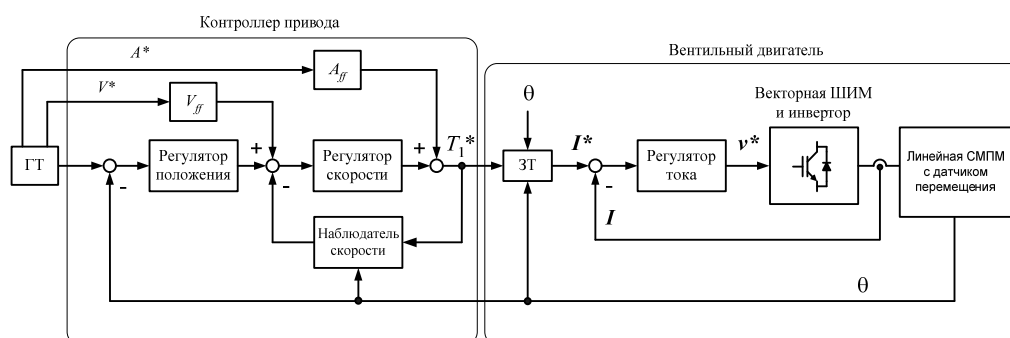 Контроллер привода
Вентильный двигатель
A*
A_ff
V*
V_ff
θ
Векторная ШИМ
и инвертор
ГТ
-
Регулятор
положения
+
-
Регулятор
скорости
+
T₁*
ЗТ
I*
-
Регулятор
тока
v*
Линейная СМПМ
с датчиком
перемещения
I
Наблюдатель
скорости
θ